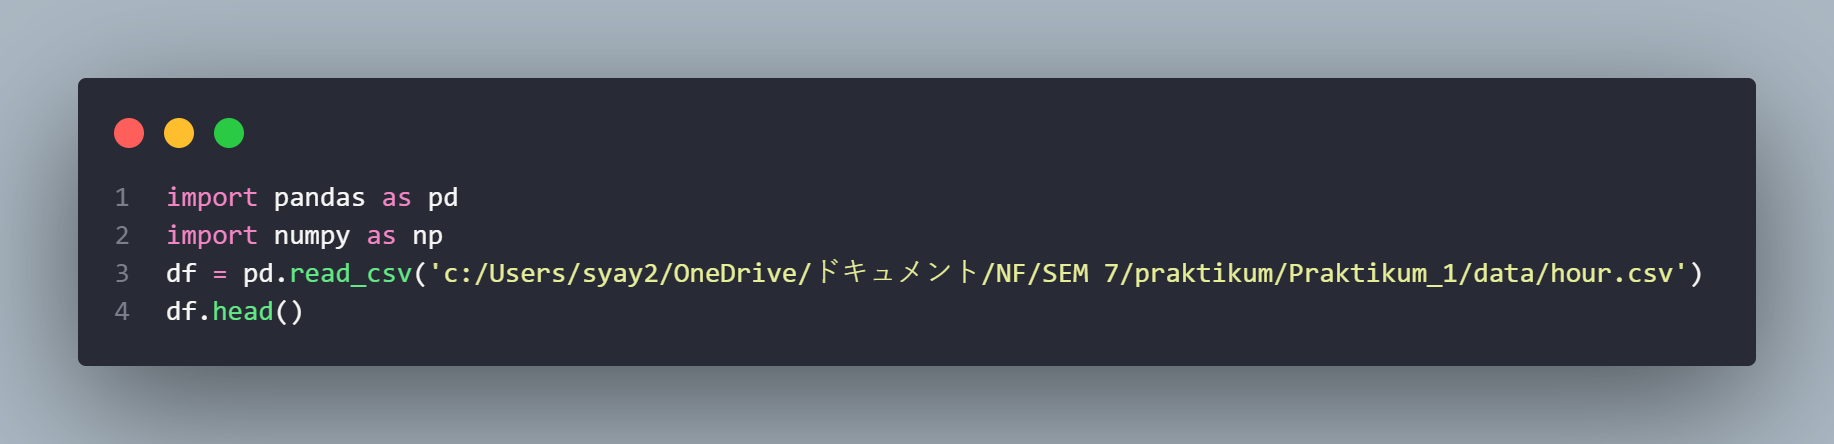 1 import pandas as pd
2 import numpy as np
3 df = pd.read_csv('c:/Users/syay2/OneDrive/ドキュメント/NF/SEM 7/praktikum/Praktikum_1/data/hour.csv')
4 df.head()